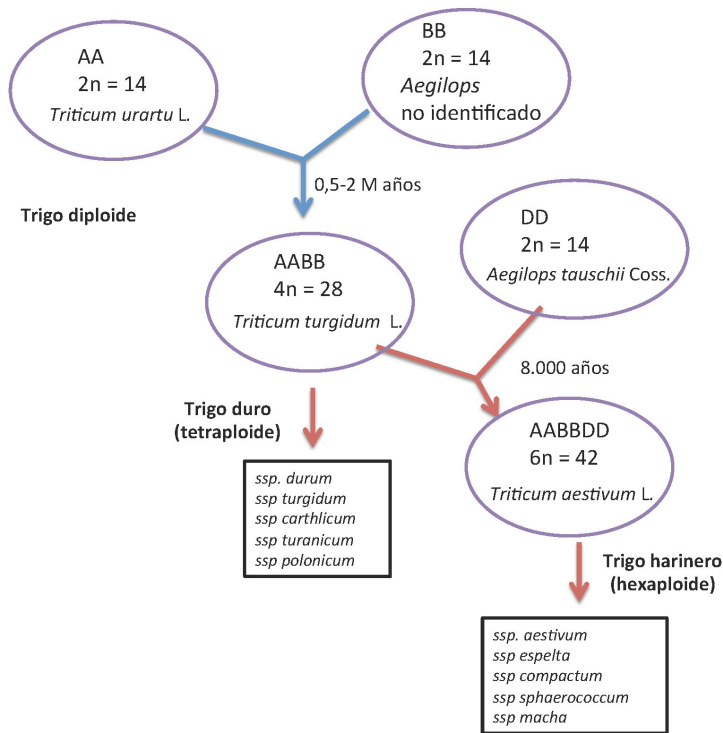 AA
2n = 14
Triticum urartu L.
BB
2n = 14
Aegilops
no identificado
0,5-2 M años
Trigo diploide
AABB
4n = 28
Triticum turgidum L.
DD
2n = 14
Aegilops tauschii Coss.
8.000 años
Trigo duro
(tetraploide)
AABBDD
6n = 42
Triticum aestivum L.
ssp. durum
ssp turgidum
ssp carthlicum
ssp turanicum
ssp polonicum
Trigo harinero
(hexaploide)
ssp. aestivum
ssp espelta
ssp compactum
ssp sphaerococcum
ssp macha